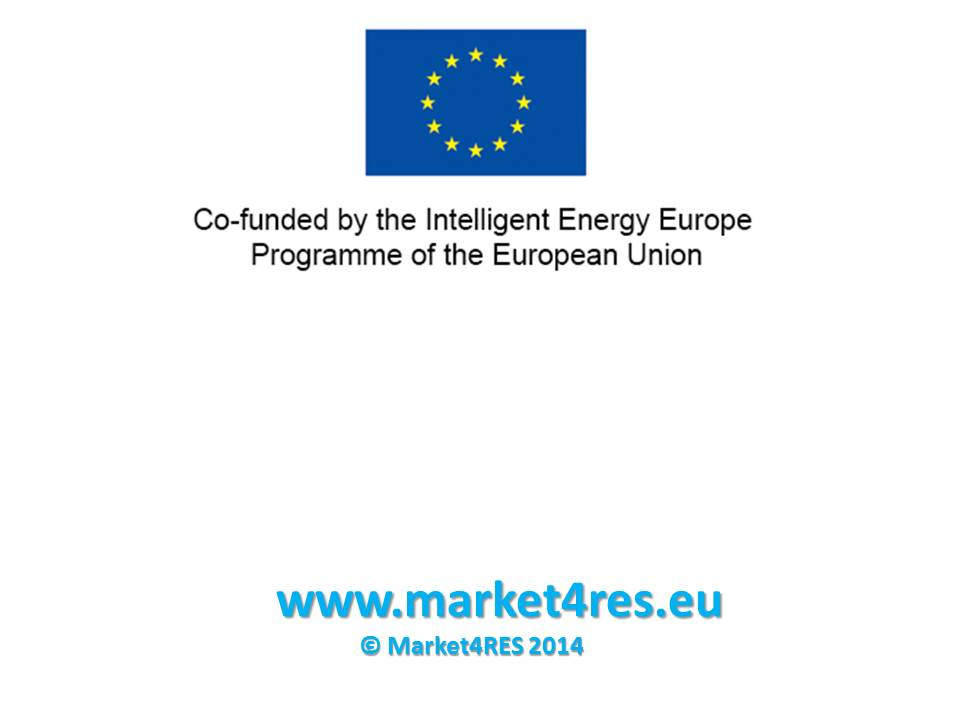 Co-funded by the Intelligent Energy Europe
Programme of the European Union
www.market4res.eu
© Market4RES 2014